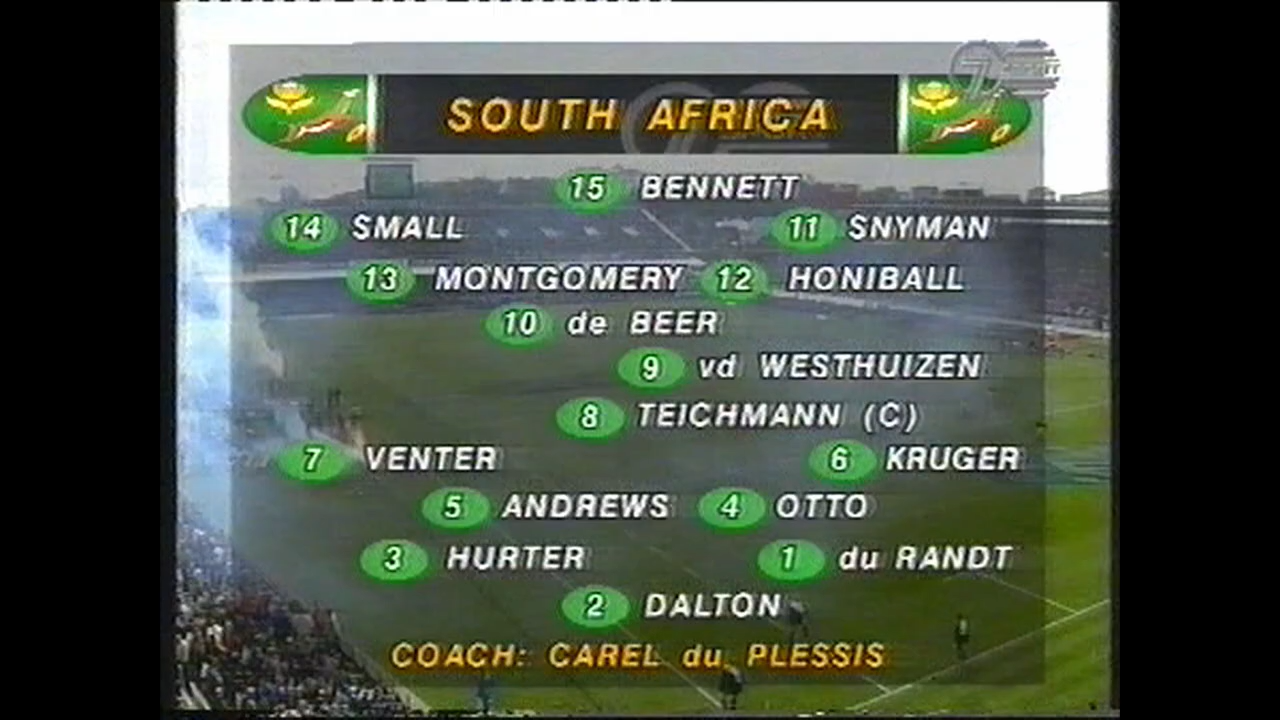 SOUTH AFRICA
15 BENNETT
14 SMALL 11 SNYMAN
13 MONTGOMERY 12 HONIBALL
10 de BEER
9 vd WESTHUIZEN
8 TEICHMANN (C)
7 VENTER 6 KRUGER
5 ANDREWS 4 OTTO
3 HURTER 1 du RANDT
2 DALTON
COACH: CAREL du PLESSIS